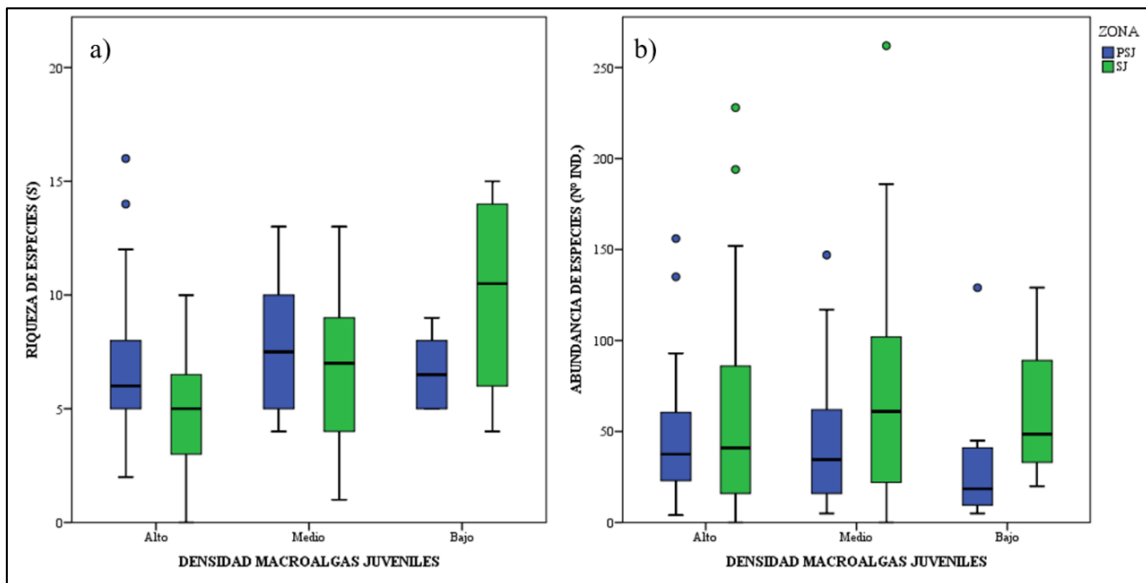 a)
RIQUEZA DE ESPECIES (S)
20
15
10
5
0
Alto
Medio
Bajo
DENSIDAD MACROALGAS JUVENILES
b)
ABUNDANCIA DE ESPECIES (Nº IND.)
250
200
150
100
50
0
Alto
Medio
Bajo
DENSIDAD MACROALGAS JUVENILES
ZONA
PSJ
SJ